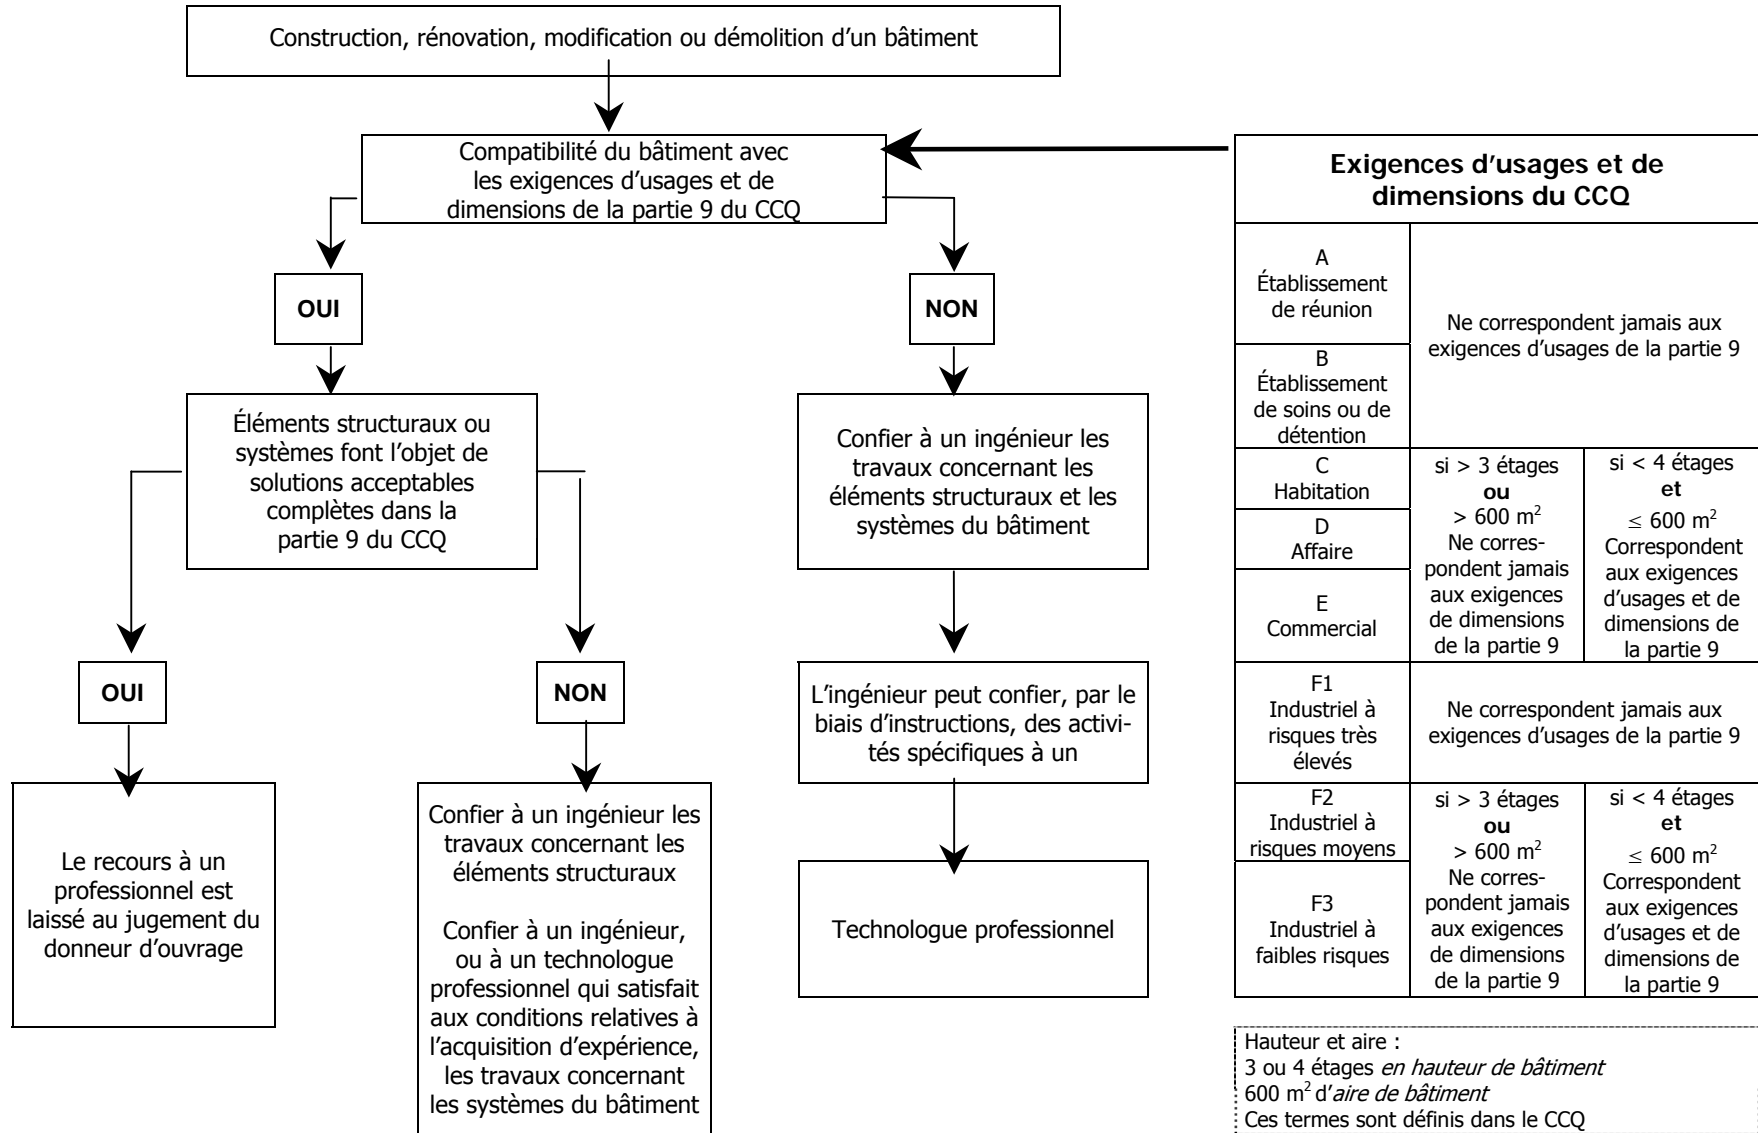 Construction, rénovation, modification ou démolition d'un bâtiment
Compatibilité du bâtiment avec
les exigences d'usages et de
dimensions de la partie 9 du CCQ
OUI
NON
Éléments structuraux ou
systèmes font l'objet de
solutions acceptables
complètes dans la
partie 9 du CCQ
Confier à un ingénieur les
travaux concernant les
éléments structuraux et les
systèmes du bâtiment
OUI
NON
L'ingénieur peut confier, par le
biais d'instructions, des activi-
tés spécifiques à un
Le recours à un
professionnel est
laissé au jugement du
donneur d'ouvrage
Confier à un ingénieur les
travaux concernant les
éléments structuraux
Confier à un ingénieur,
ou à un technologue
professionnel qui satisfait
aux conditions relatives à
l'acquisition d'expérience,
les travaux concernant
les systèmes du bâtiment
Technologue professionnel
Exigences d'usages et de
dimensions du CCQ
A
Établissement
de réunion
Ne correspondent jamais aux
exigences d'usages de la partie 9
B
Établissement
de soins ou de
détention
C
Habitation
D
Affaire
E
Commercial
si > 3 étages
ou
> 600 m²
Ne corres-
pondent jamais
aux exigences
de dimensions
de la partie 9
si < 4 étages
et
≤ 600 m²
Correspondent
aux exigences
d'usages et de
dimensions de
la partie 9
F1
Industriel à
risques très
élevés
Ne correspondent jamais aux
exigences d'usages de la partie 9
F2
Industriel à
risques moyens
F3
Industriel à
faibles risques
si > 3 étages
ou
> 600 m²
Ne corres-
pondent jamais
aux exigences
de dimensions
de la partie 9
si < 4 étages
et
≤ 600 m²
Correspondent
aux exigences
d'usages et de
dimensions de
la partie 9
Hauteur et aire :
3 ou 4 étages en hauteur de bâtiment
600 m² d'aire de bâtiment
Ces termes sont définis dans le CCQ